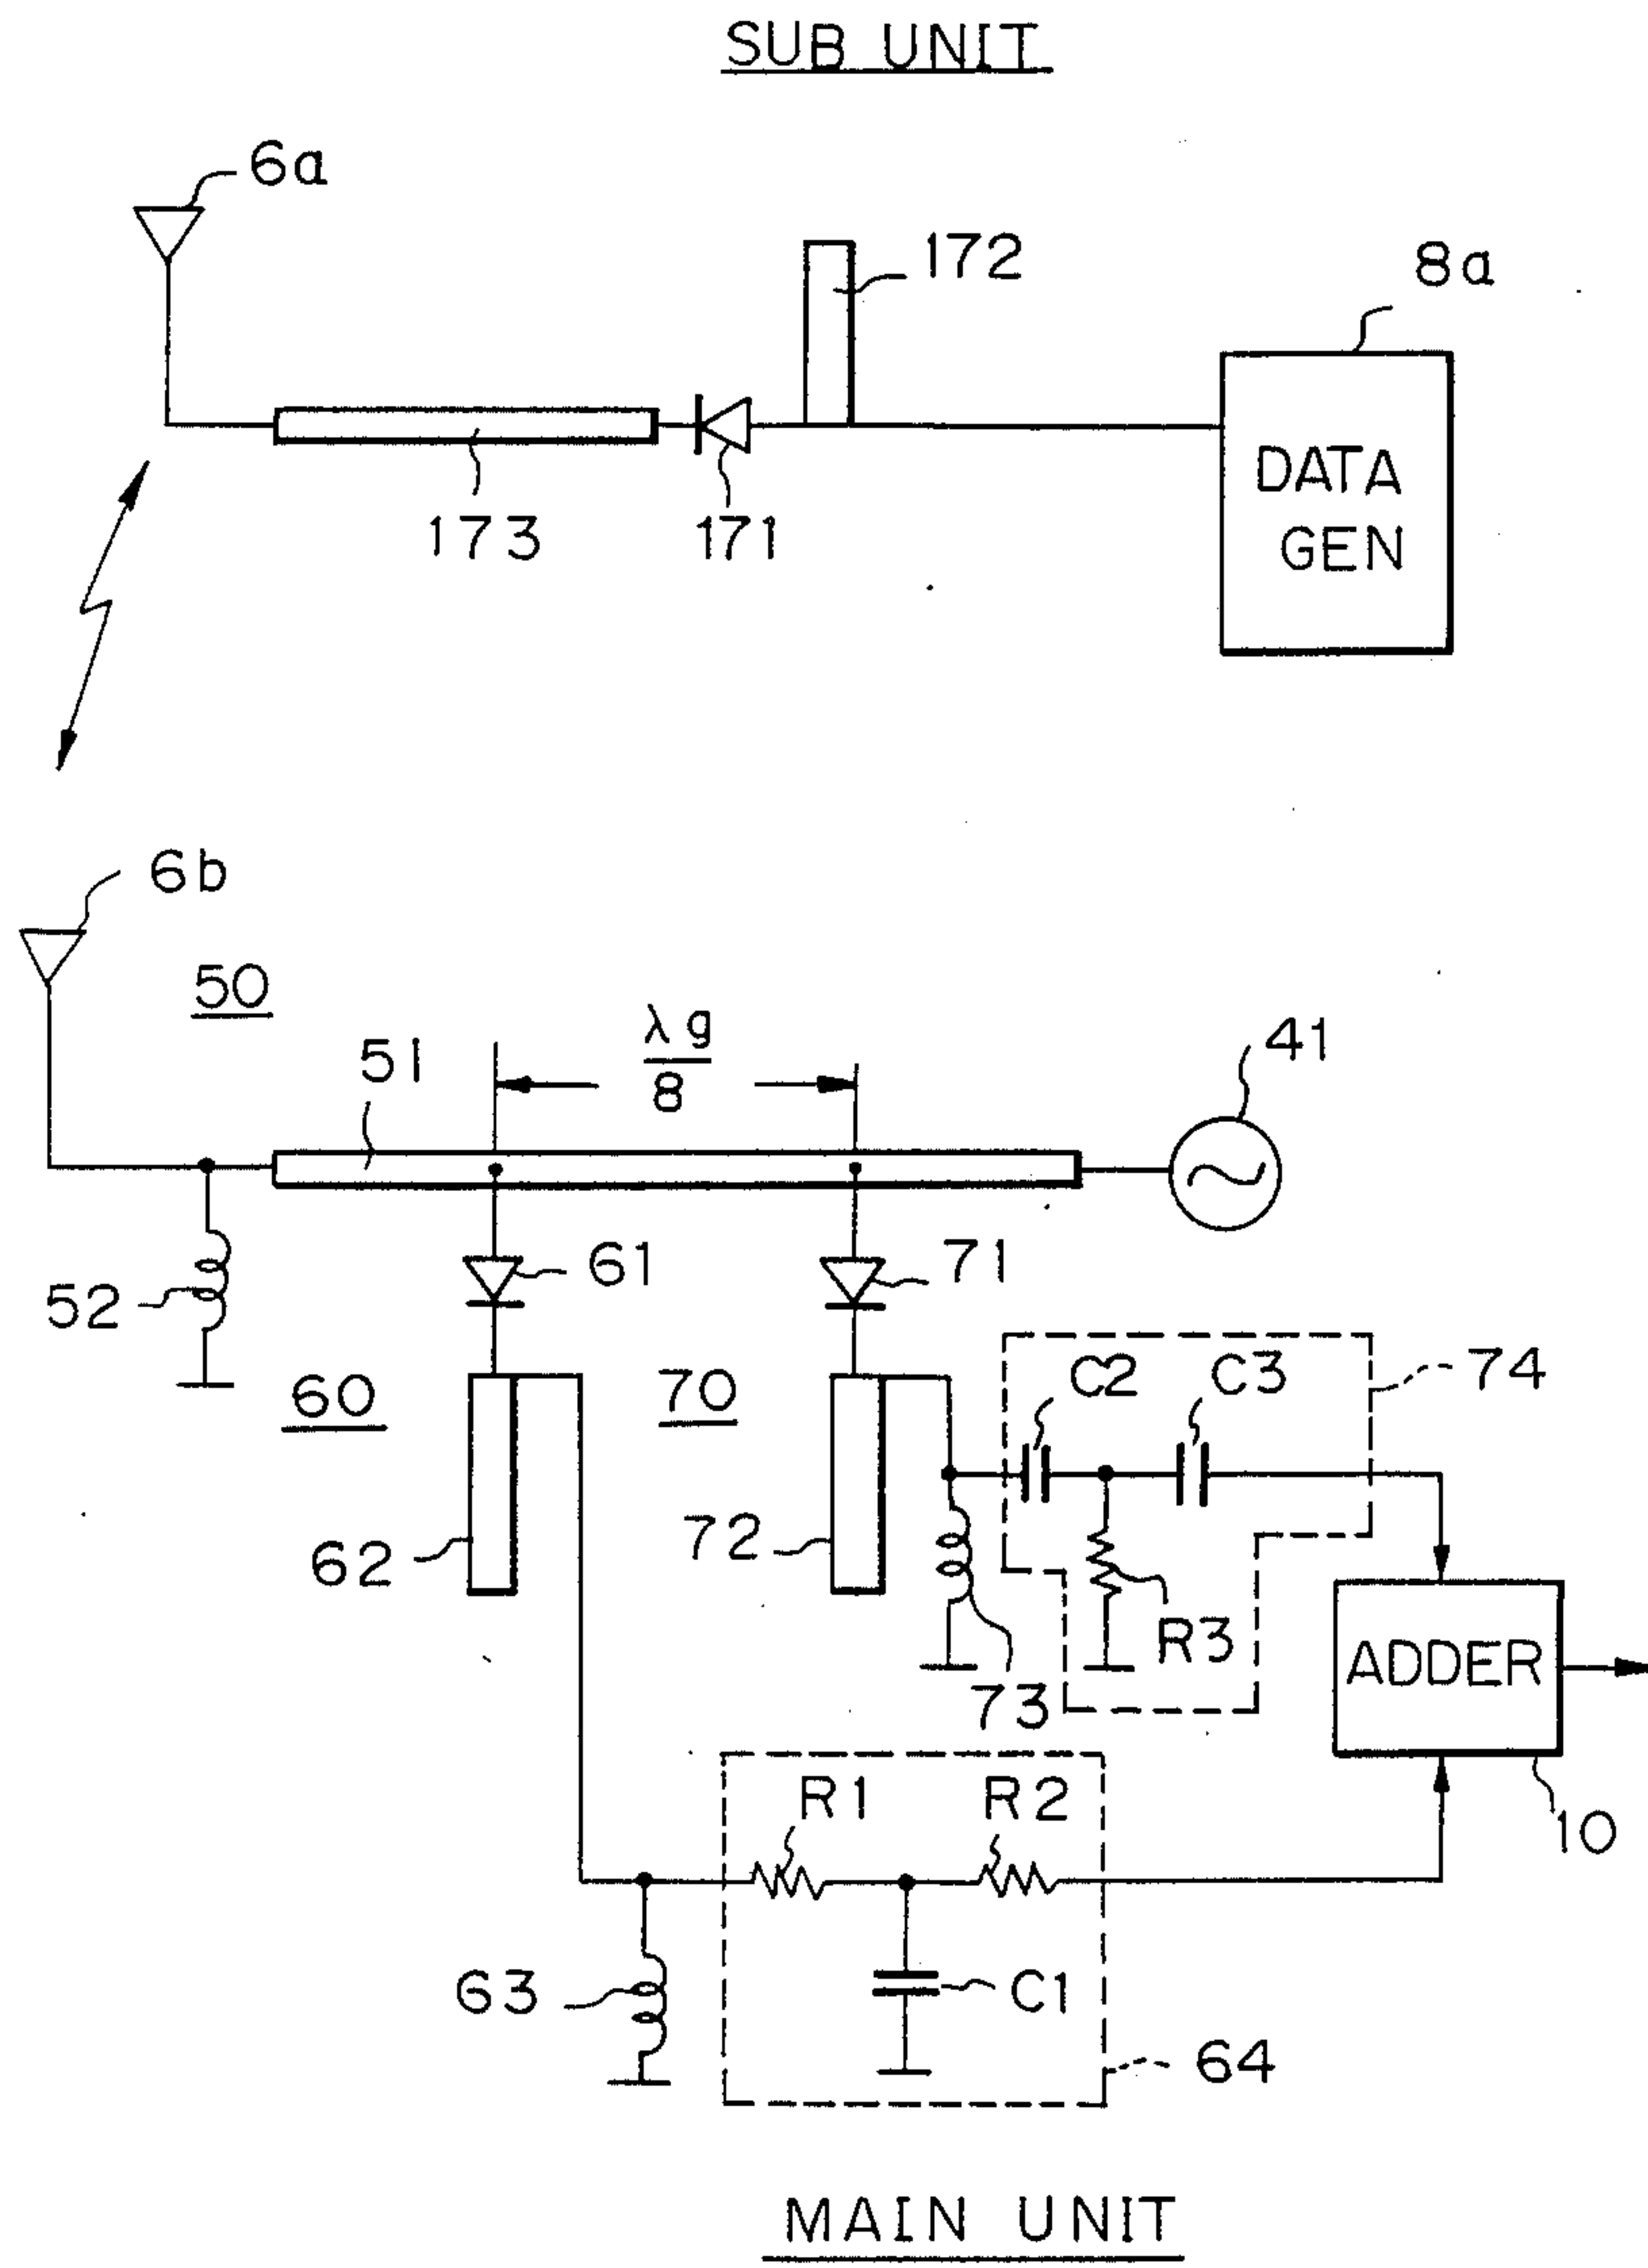 SUB UNIT
6a
172
8a
173
171
DATA
GEN
6b
50
51
λg
8
41
52
61
71
60
70
C2
C3
74
62
72
R3
73
ADDER
10
R1
R2
63
C1
64
MAIN UNIT